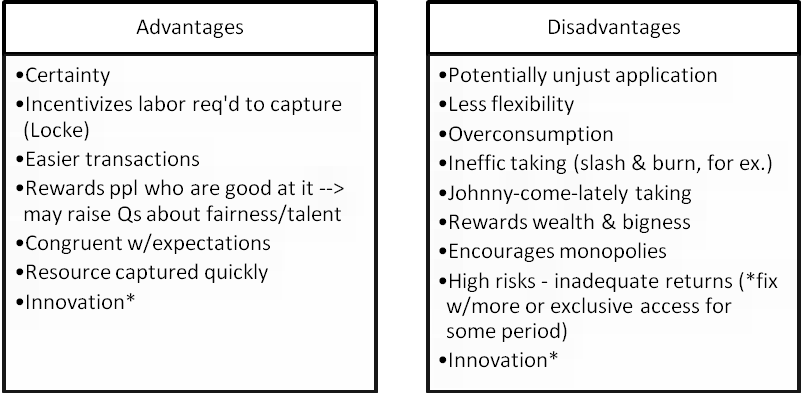 Advantages
•Certainty
•Incentivizes labor req'd to capture
(Locke)
•Easier transactions
•Rewards ppl who are good at it -->
may raise Qs about fairness/talent
•Congruent w/expectations
•Resource captured quickly
•Innovation*
Disadvantages
•Potentially unjust application
•Less flexibility
•Overconsumption
•Ineffic taking (slash & burn, for ex.)
•Johnny-come-lately taking
•Rewards wealth & bigness
•Encourages monopolies
•High risks - inadequate returns (*fix
w/more or exclusive access for
some period)
•Innovation*